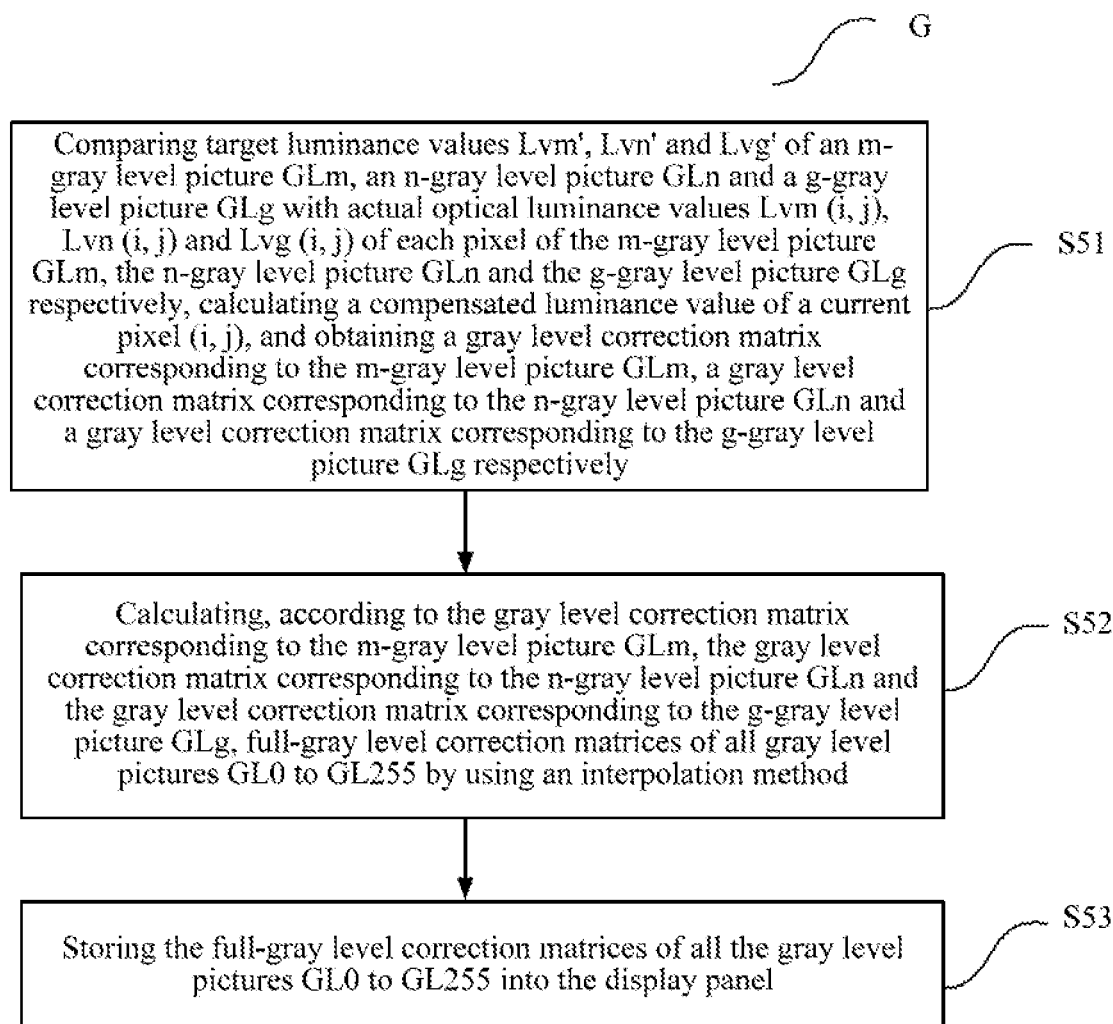 G
Comparing target luminance values Lvm', Lvn' and Lvg' of an m-
gray level picture GLm, an n-gray level picture GLn and a g-gray
level picture GLg with actual optical luminance values Lvm (i, j),
Lvn (i, j) and Lvg (i, j) of each pixel of the m-gray level picture
GLm, the n-gray level picture GLn and the g-gray level picture GLg
respectively, calculating a compensated luminance value of a current
pixel (i, j), and obtaining a gray level correction matrix
corresponding to the m-gray level picture GLm, a gray level
correction matrix corresponding to the n-gray level picture GLn and
a gray level correction matrix corresponding to the g-gray level
picture GLg respectively
S51
Calculating, according to the gray level correction matrix
corresponding to the m-gray level picture GLm, the gray level
correction matrix corresponding to the n-gray level picture GLn and
the gray level correction matrix corresponding to the g-gray level
picture GLg, full-gray level correction matrices of all gray level
pictures GL0 to GL255 by using an interpolation method
S52
Storing the full-gray level correction matrices of all the gray level
pictures GL0 to GL255 into the display panel
S53